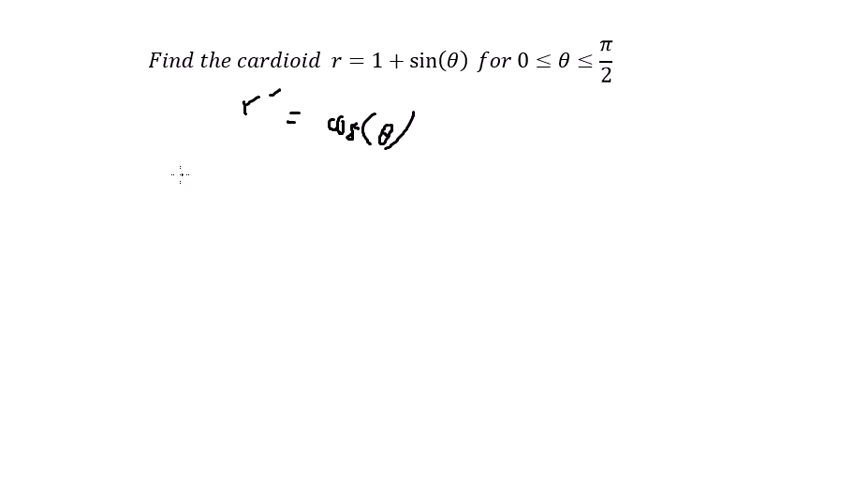 Find the cardioid r = 1 + sin(θ) for 0 ≤ θ ≤ π/2
r′ = cos(θ)